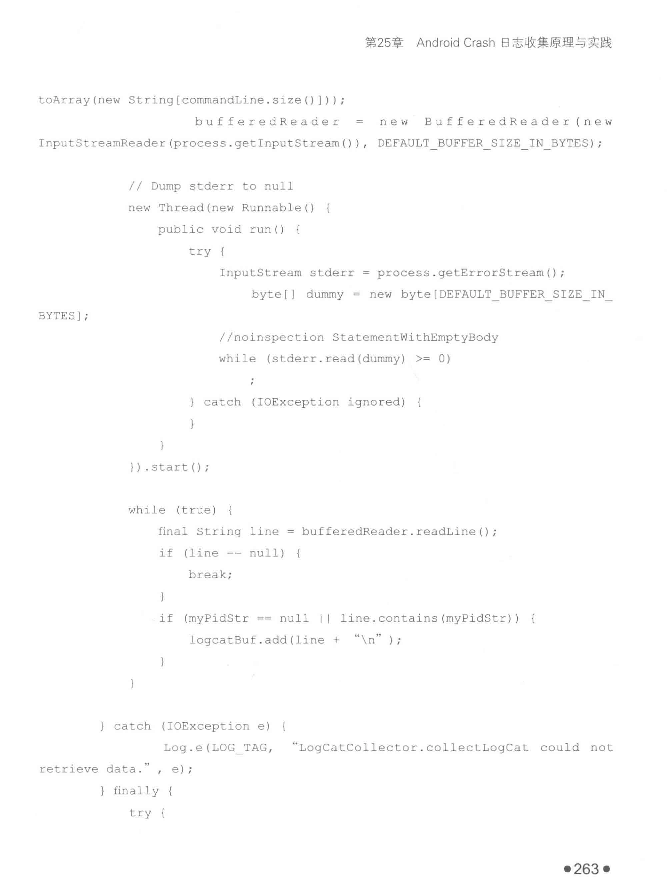 第25章 Android Crash 日志收集原理与实践
toArray(new String[commandLine.size()]));
bufferedReader = new BufferedReader(new
InputStreamReader(process.getInputStream()), DEFAULT_BUFFER_SIZE_IN_BYTES);
// Dump stderr to null
new Thread(new Runnable() {
public void run() {
try {
InputStream stderr = process.getErrorStream();
byte[] dummy = new byte[DEFAULT_BUFFER_SIZE_IN_
BYTES];
//noinspection StatementWithEmptyBody
while (stderr.read(dummy) >= 0)
;
} catch (IOException ignored) {
}
}
}).start();
while (true) {
final String line = bufferedReader.readLine();
if (line == null) {
break;
}
if (myPidStr == null || line.contains(myPidStr)) {
logcatBuf.add(line + “\n”);
}
}
} catch (IOException e) {
Log.e(LOG_TAG, “LogCatCollector.collectLogCat could not
retrieve data.”, e);
} finally {
try {
●263●